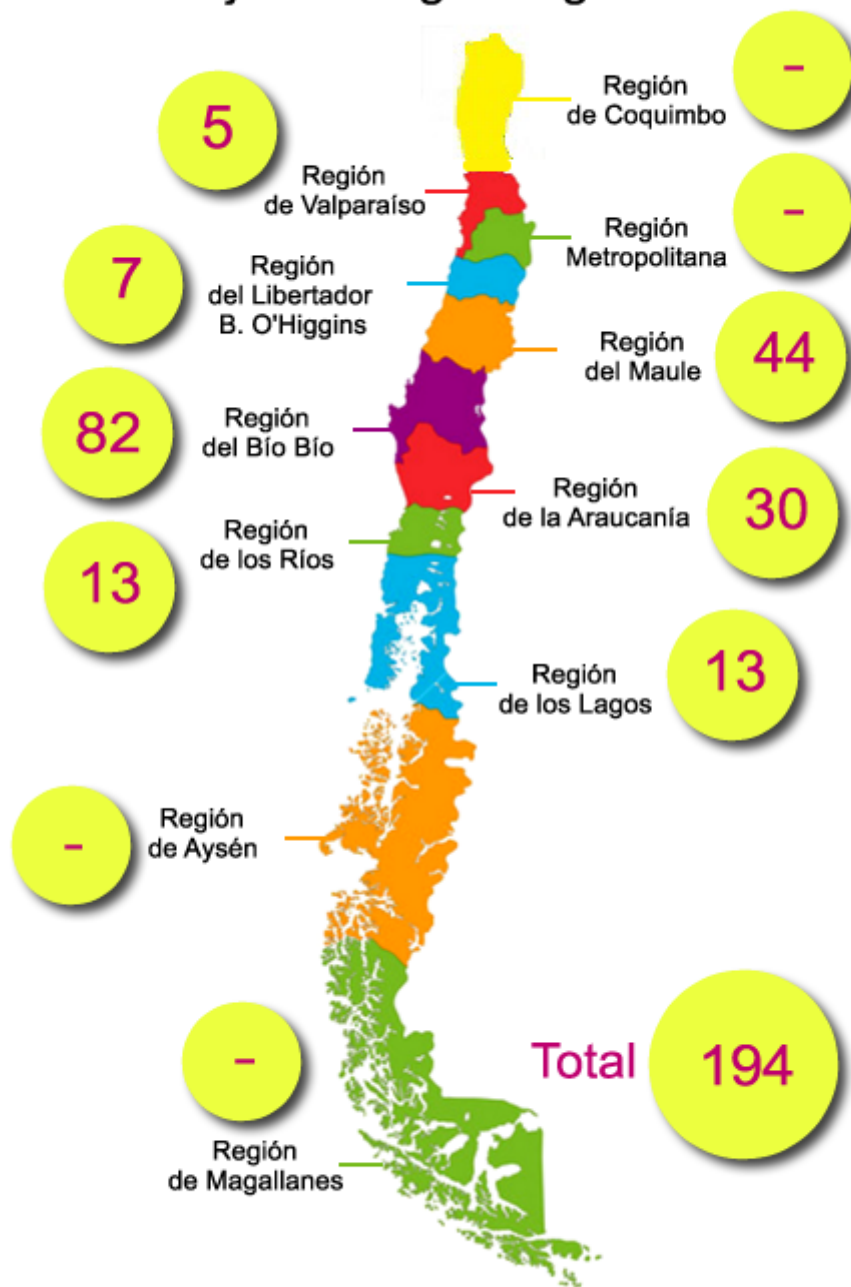 Región
de Coquimbo
-
5
Región
de Valparaíso
Región
Metropolitana
-
7
Región
del Libertador
B. O'Higgins
Región
del Maule
44
82
Región
del Bío Bío
Región
de la Araucanía
30
Región
de los Ríos
13
Región
de los Lagos
13
-
Región
de Aysén
-
Región
de Magallanes
Total 194